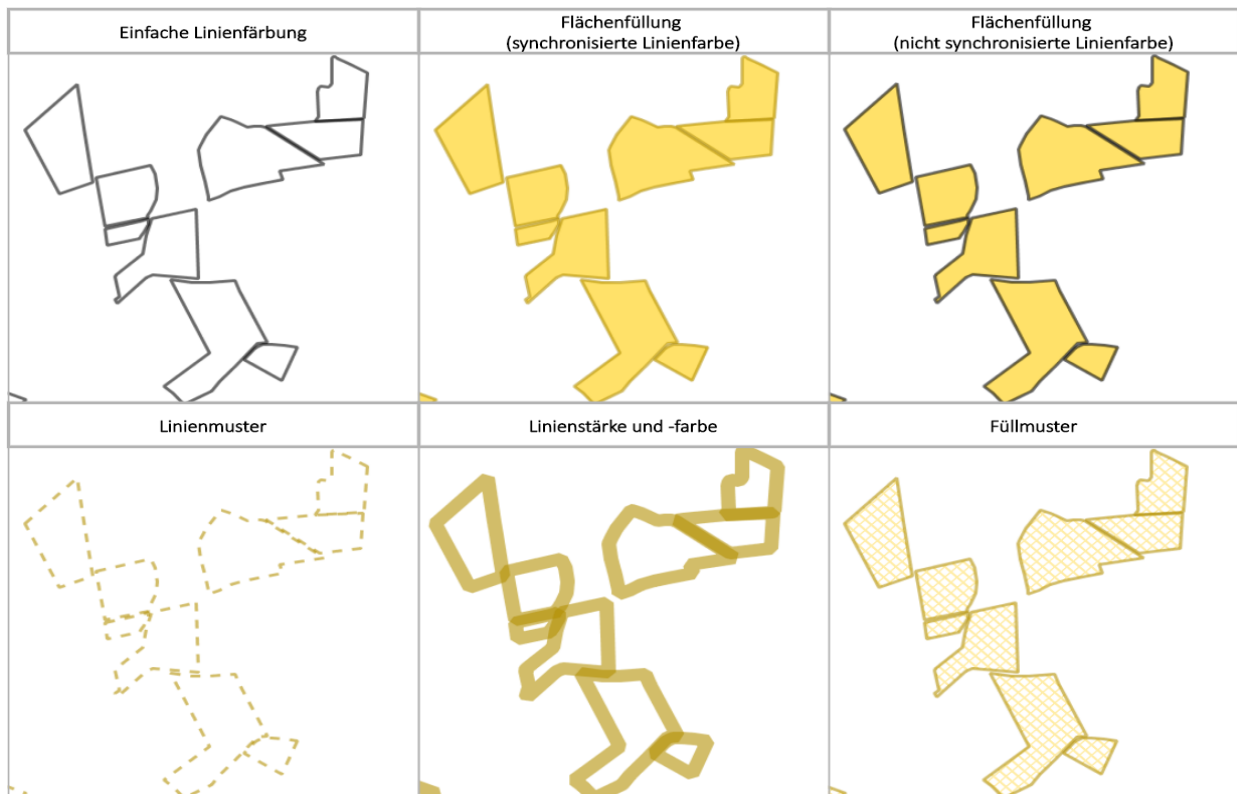 Einfache Linienfärbung
Flächenfüllung
(synchronisierte Linienfarbe)
Flächenfüllung
(nicht synchronisierte Linienfarbe)
Linienmuster
Linienstärke und -farbe
Füllmuster